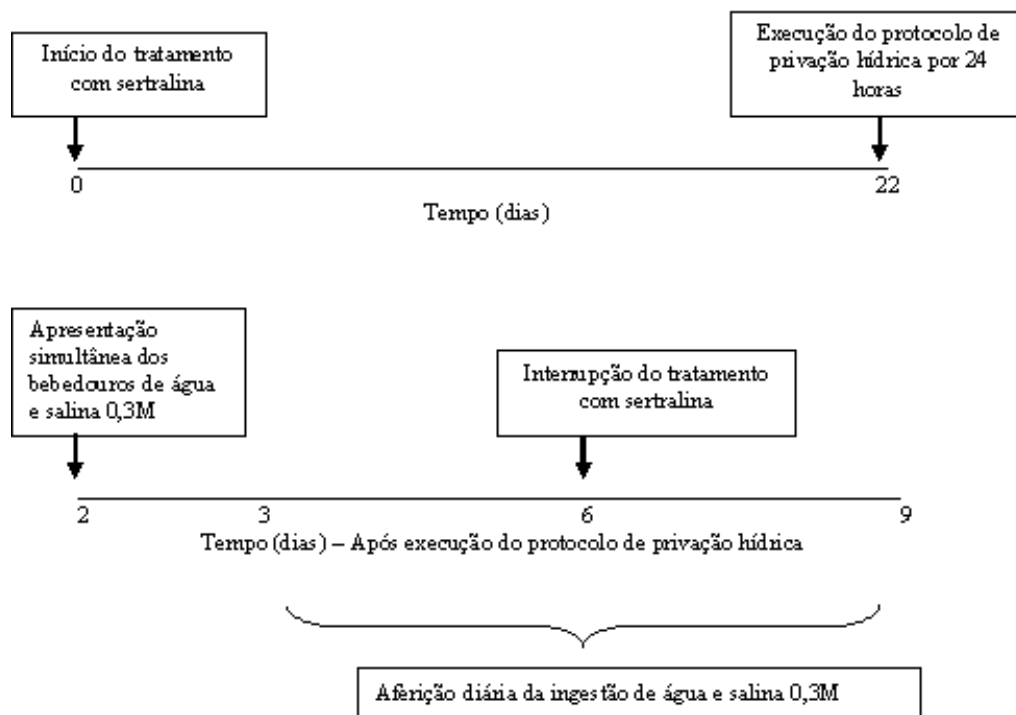 Início do tratamento
com sertralina
Execução do protocolo de
privação hídrica por 24
horas
0
22
Tempo (dias)
Apresentação
simultânea dos
bebedouros de água
e salina 0,3M
Interrupção do tratamento
com sertralina
2
3
6
9
Tempo (dias) – Após execução do protocolo de privação hídrica
Aferição diária da ingestão de água e salina 0,3M